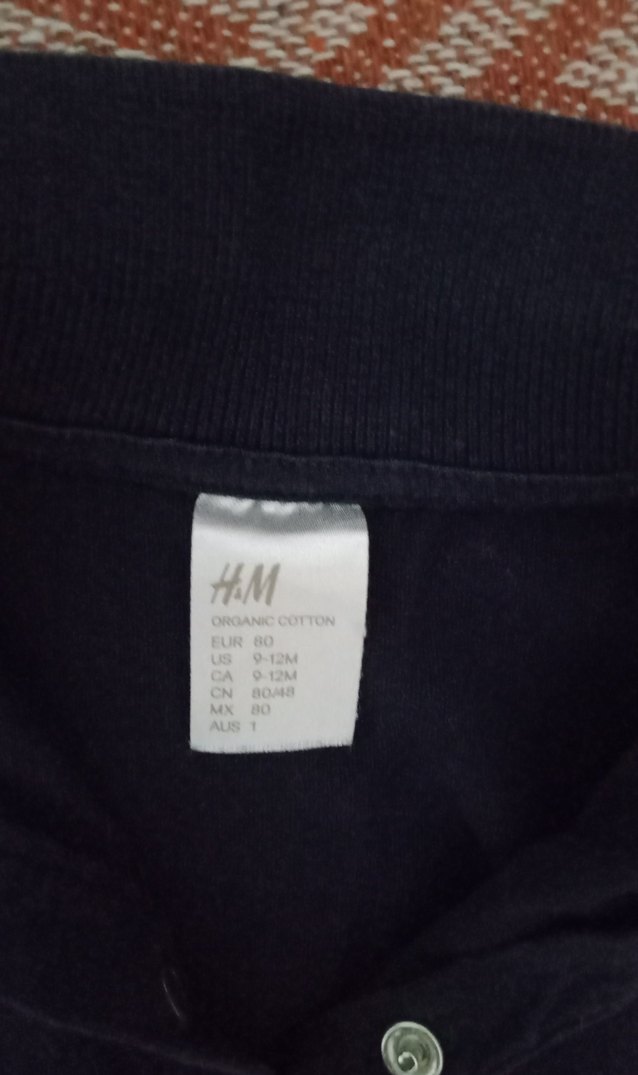 H&M
ORGANIC COTTON
EUR 80
US 9-12M
CA 9-12M
CN 80/48
MX 80
AUS 1